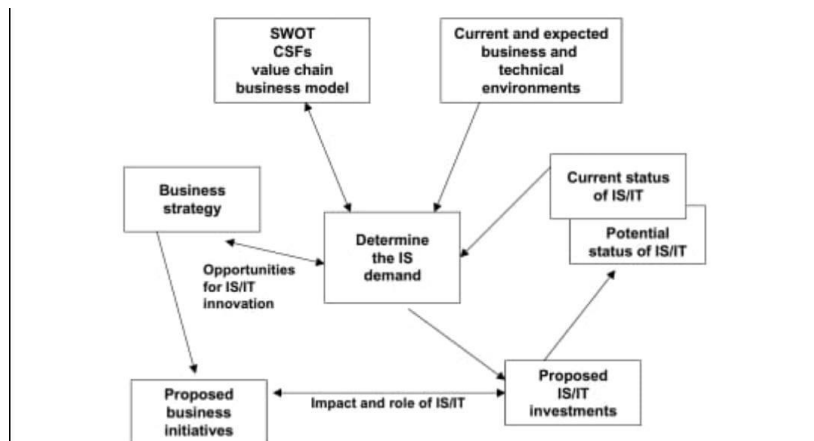 SWOT
CSFs
value chain
business model
Current and expected
business and
technical
environments
Business
strategy
Current status
of IS/IT
Potential
status of IS/IT
Determine
the IS
demand
Opportunities
for IS/IT
innovation
Proposed
business
initiatives
Impact and role of IS/IT
Proposed
IS/IT
investments